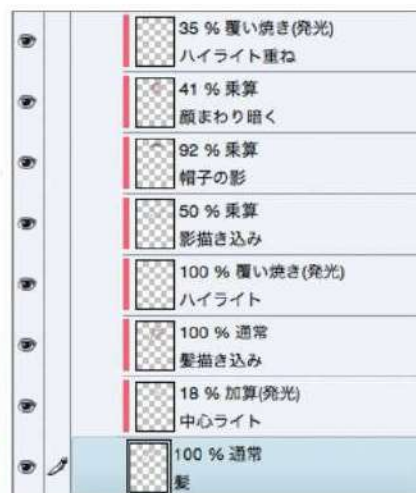 35 % 覆い焼き(発光)
ハイライト重ね
41 % 乗算
顔まわり暗く
92 % 乗算
帽子の影
50 % 乗算
影描き込み
100 % 覆い焼き(発光)
ハイライト
100 % 通常
髪描き込み
18 % 加算(発光)
中心ライト
100 % 通常
髪